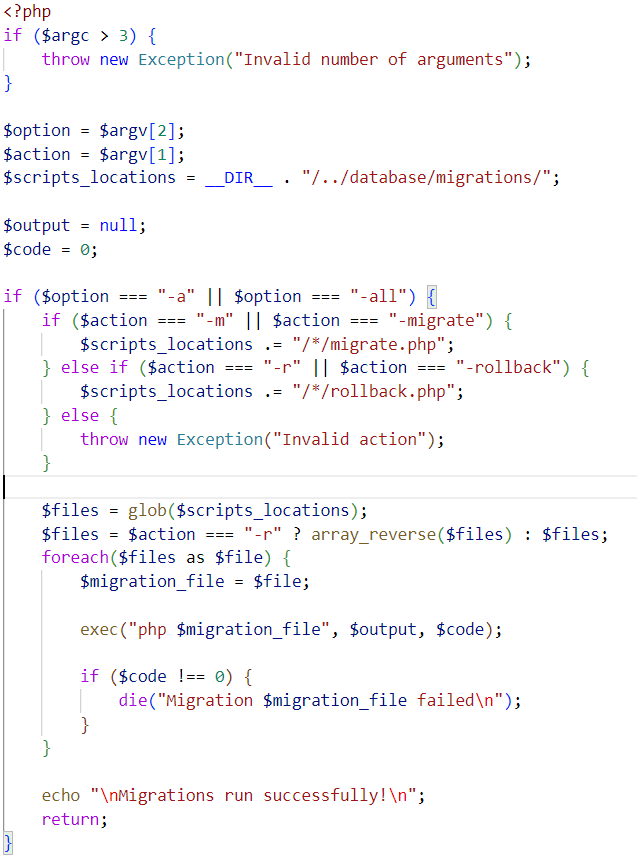 <?php
if ($argc > 3) {
    throw new Exception("Invalid number of arguments");
}

$option = $argv[2];
$action = $argv[1];
$scripts_locations = __DIR__ . "/../database/migrations/";

$output = null;
$code = 0;

if ($option === "-a" || $option === "-all") {
    if ($action === "-m" || $action === "-migrate") {
        $scripts_locations .= "/*/migrate.php";
    } else if ($action === "-r" || $action === "-rollback") {
        $scripts_locations .= "/*/rollback.php";
    } else {
        throw new Exception("Invalid action");
    }

    $files = glob($scripts_locations);
    $files = $action === "-r" ? array_reverse($files) : $files;
    foreach($files as $file) {
        $migration_file = $file;

        exec("php $migration_file", $output, $code);

        if ($code !== 0) {
            die("Migration $migration_file failed\n");
        }
    }

    echo "\nMigrations run successfully!\n";
    return;
}